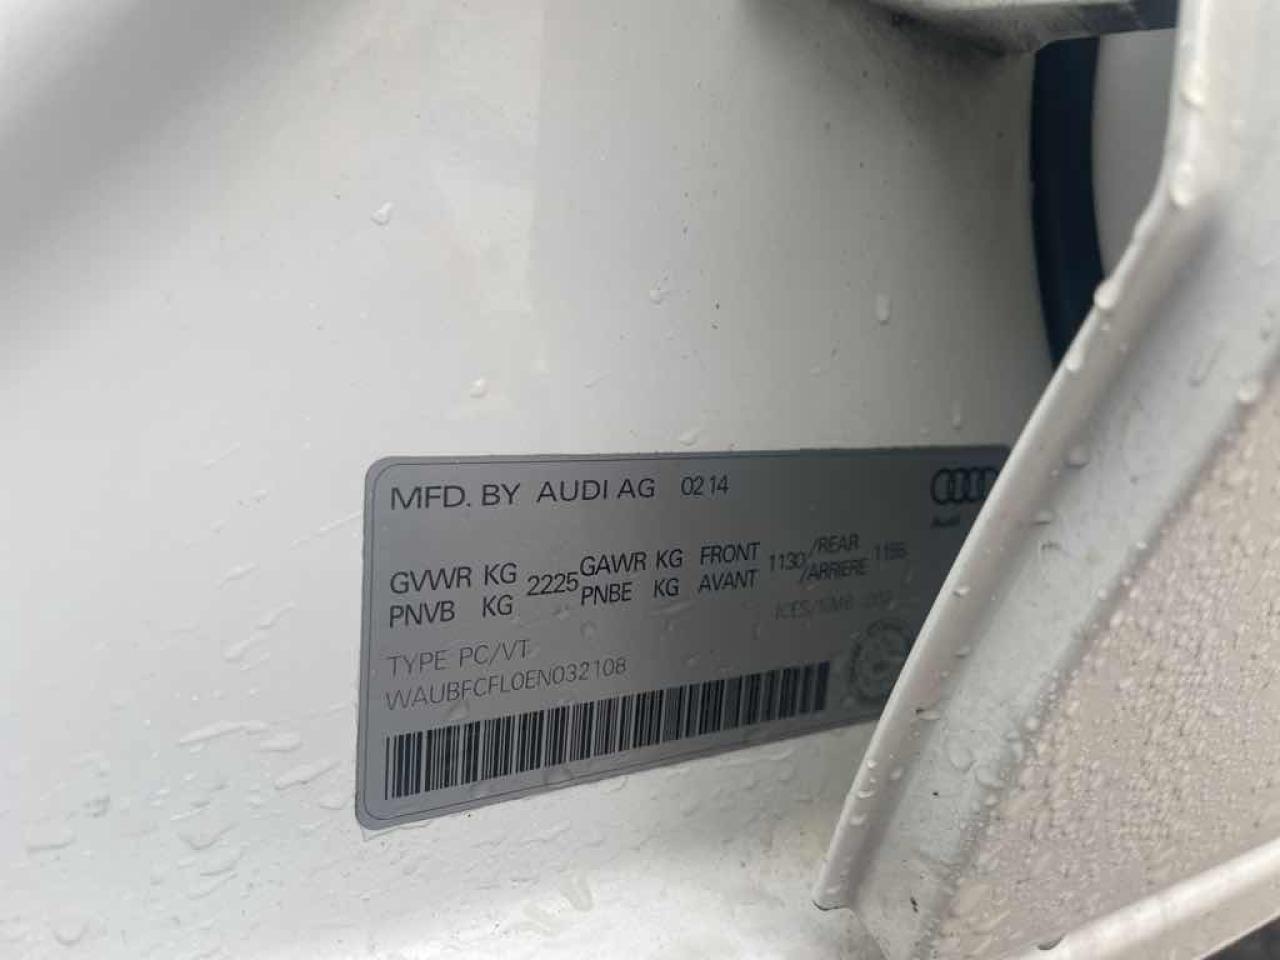 MFD. BY AUDI AG 02 14
Audi
GVWR KG 2225 GAWR KG FRONT 1130 /REAR
PNVB KG PNBE KG AVANT /ARRIERE
TYPE PC/VT
WAUBFCFL0EN032108